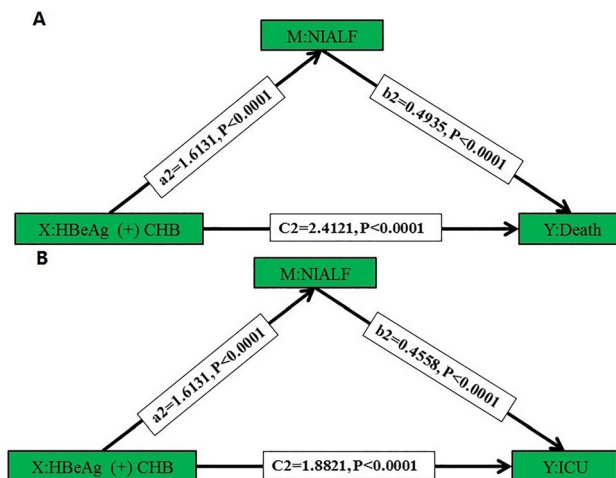 A
M:NIALF
a2=1.6131, P<0.0001
b2=0.4935, P<0.0001
X:HBeAg (+) CHB
C2=2.4121, P<0.0001
Y:Death
B
M:NIALF
a2=1.6131, P<0.0001
b2=0.4558, P<0.0001
X:HBeAg (+) CHB
C2=1.8821, P<0.0001
Y:ICU